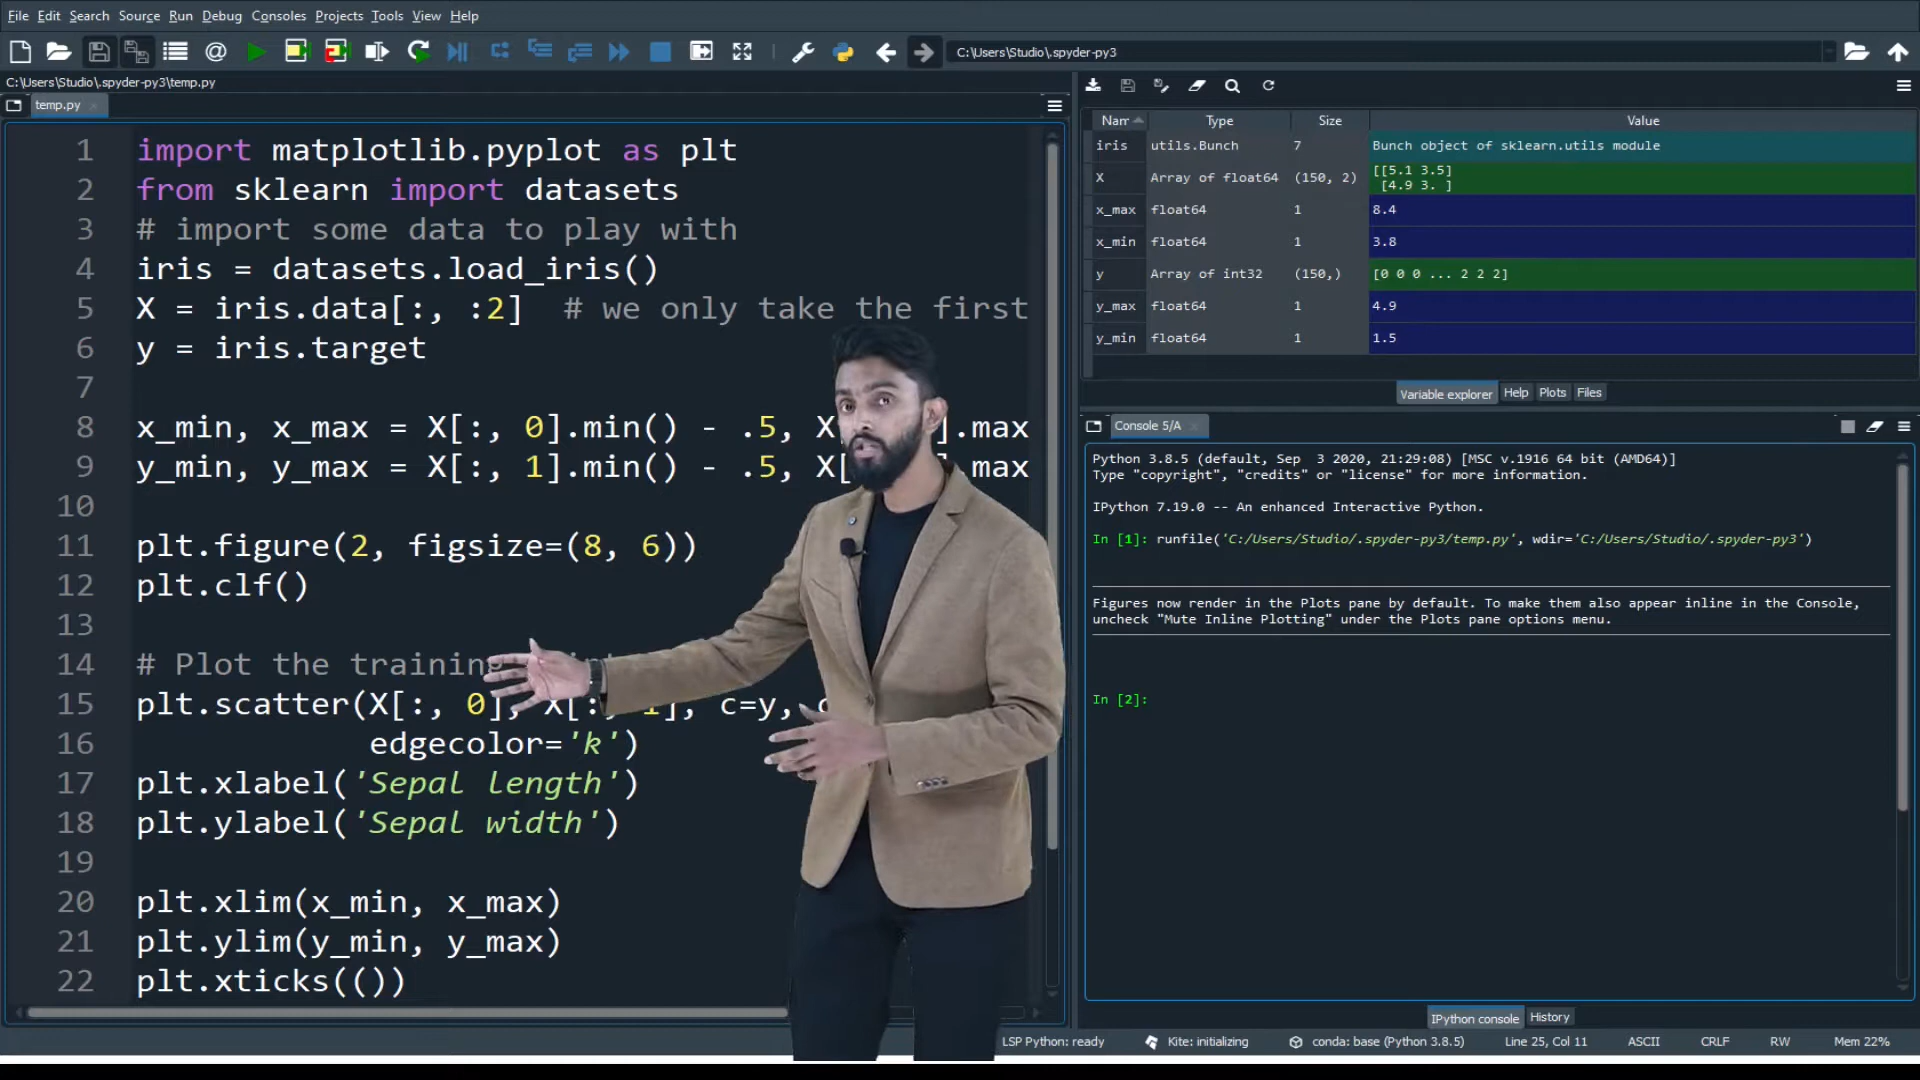 File Edit Search Source Run Debug Consoles Projects Tools View Help
C:\Users\Studio\.spyder-py3
C:\Users\Studio\.spyder-py3\temp.py
temp.py
1 import matplotlib.pyplot as plt
2 from sklearn import datasets
3 # import some data to play with
4 iris = datasets.load_iris()
5 X = iris.data[:, :2] # we only take the first
6 y = iris.target
7
8 x_min, x_max = X[:, 0].min() - .5, X[ ].max
9 y_min, y_max = X[:, 1].min() - .5, X[ max
10
11 plt.figure(2, figsize=(8, 6))
12 plt.clf()
13
14 # Plot the training
15 plt.scatter(X[:, 0], X[:, 1], c=y,
16 edgecolor='k')
17 plt.xlabel('Sepal length')
18 plt.ylabel('Sepal width')
19
20 plt.xlim(x_min, x_max)
21 plt.ylim(y_min, y_max)
22 plt.xticks(())
Nam Type Size Value
iris utils.Bunch 7 Bunch object of sklearn.utils module
X Array of float64 (150, 2) [[5.1 3.5]
[4.9 3. ]
x_max float64 1 8.4
x_min float64 1 3.8
y Array of int32 (150,) [0 0 0 ... 2 2 2]
y_max float64 1 4.9
y_min float64 1 1.5
Variable explorer Help Plots Files
Console 5/A
Python 3.8.5 (default, Sep 3 2020, 21:29:08) [MSC v.1916 64 bit (AMD64)]
Type "copyright", "credits" or "license" for more information.
IPython 7.19.0 -- An enhanced Interactive Python.
In [1]: runfile('C:/Users/Studio/.spyder-py3/temp.py', wdir='C:/Users/Studio/.spyder-py3')
Figures now render in the Plots pane by default. To make them also appear inline in the Console,
uncheck "Mute Inline Plotting" under the Plots pane options menu.
In [2]:
IPython console History
LSP Python: ready Kite: initializing conda: base (Python 3.8.5) Line 25, Col 11 ASCII CRLF RW Mem 22%